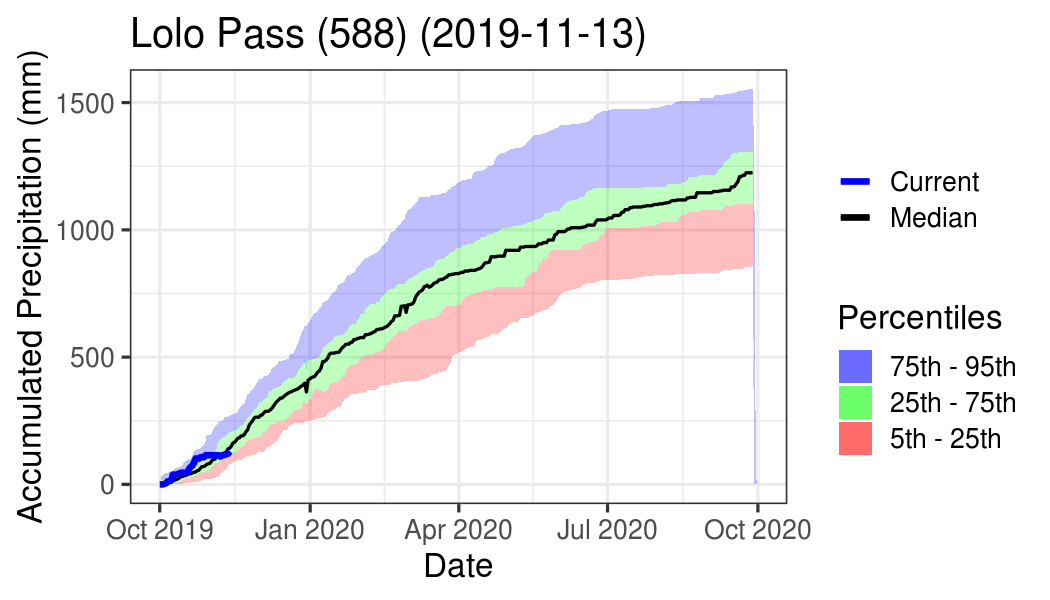 Lolo Pass (588) (2019-11-13)
Accumulated Precipitation (mm)
1500
1000
500
0
Oct 2019 Jan 2020 Apr 2020 Jul 2020 Oct 2020
Date
Current
Median
Percentiles
75th - 95th
25th - 75th
5th - 25th